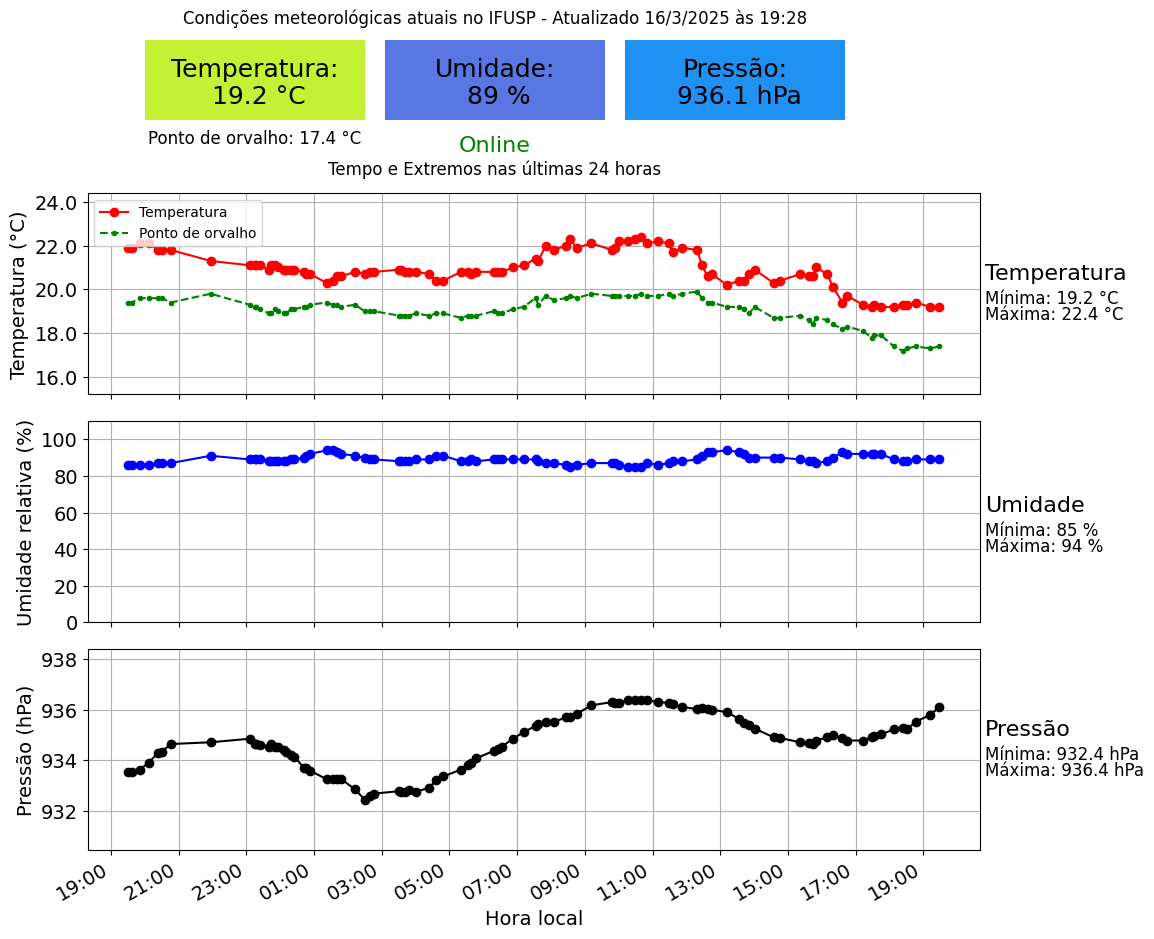 Condições meteorológicas atuais no IFUSP - Atualizado 16/3/2025 às 19:28
Temperatura:
19.2 °C
Umidade:
89 %
Pressão:
936.1 hPa
Ponto de orvalho: 17.4 °C
Online
Tempo e Extremos nas últimas 24 horas
Temperatura (°C)
24.0
22.0
20.0
18.0
16.0
Temperatura
Ponto de orvalho
Temperatura
Mínima: 19.2 °C
Máxima: 22.4 °C
Umidade relativa (%)
100
80
60
40
20
0
Umidade
Mínima: 85 %
Máxima: 94 %
Pressão (hPa)
938
936
934
932
Pressão
Mínima: 932.4 hPa
Máxima: 936.4 hPa
19:00 21:00 23:00 01:00 03:00 05:00 07:00 09:00 11:00 13:00 15:00 17:00 19:00
Hora local